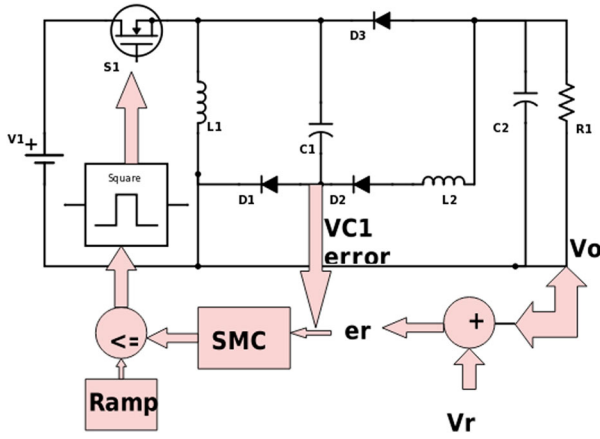 D3
S1
V1
+
L1
C1
C2
R1
Square
D1
D2
L2
VC1
error
Vo
<=
SMC
er
+
Ramp
Vr